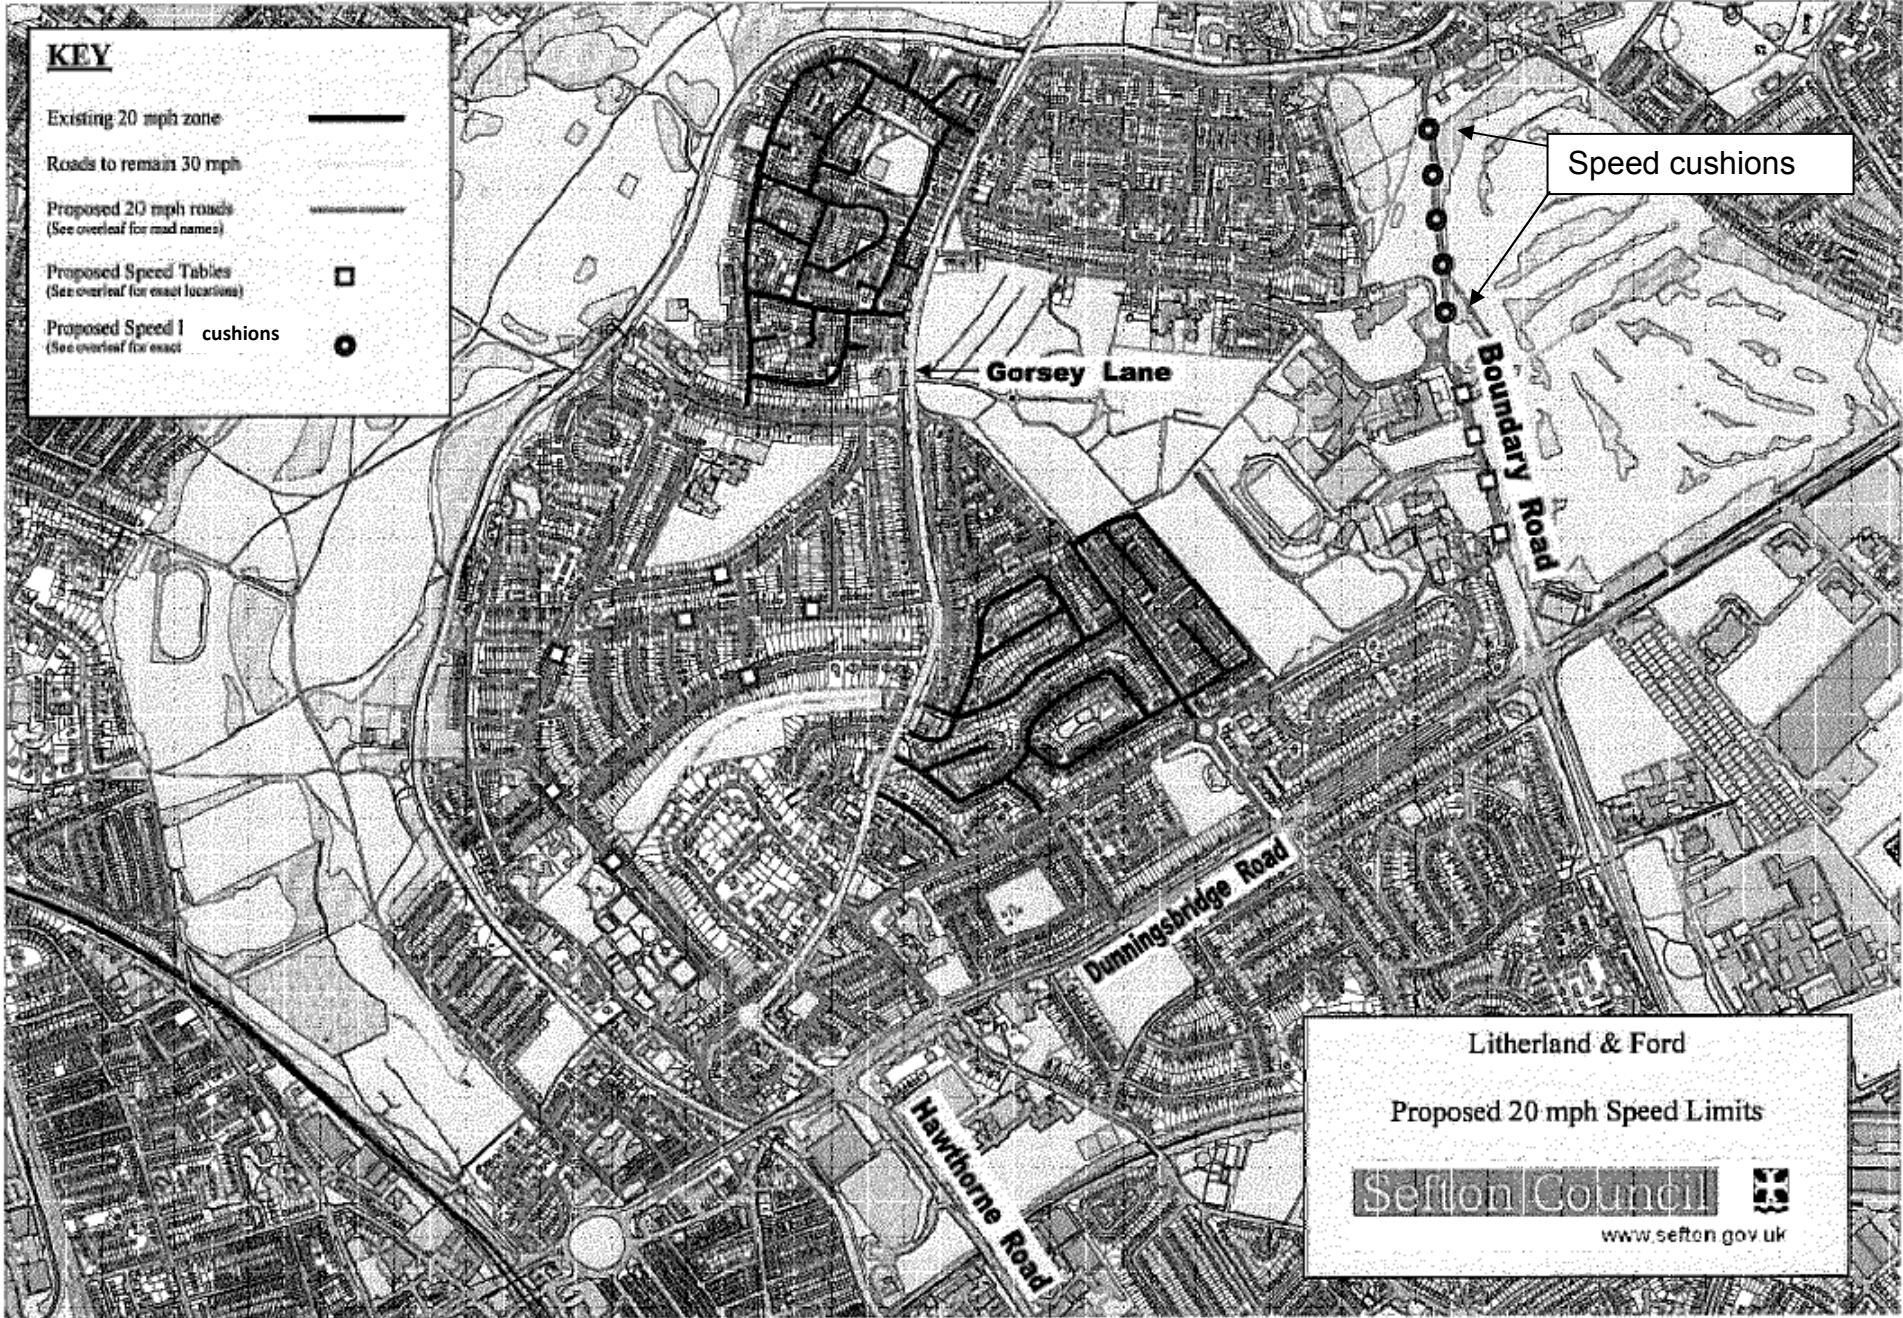 KEY
Existing 20 mph zone
Roads to remain 30 mph
Proposed 20 mph roads
(See overleaf for road names)
Proposed Speed Tables
(See overleaf for exact locations)
Proposed Speed
cushions
(See overleaf for exact
Speed cushions
Gorsey Lane
Boundary Road
Dunningsbridge Road
Hawthorne Road
Litherland & Ford
Proposed 20 mph Speed Limits
Sefton Council
www.sefton.gov.uk